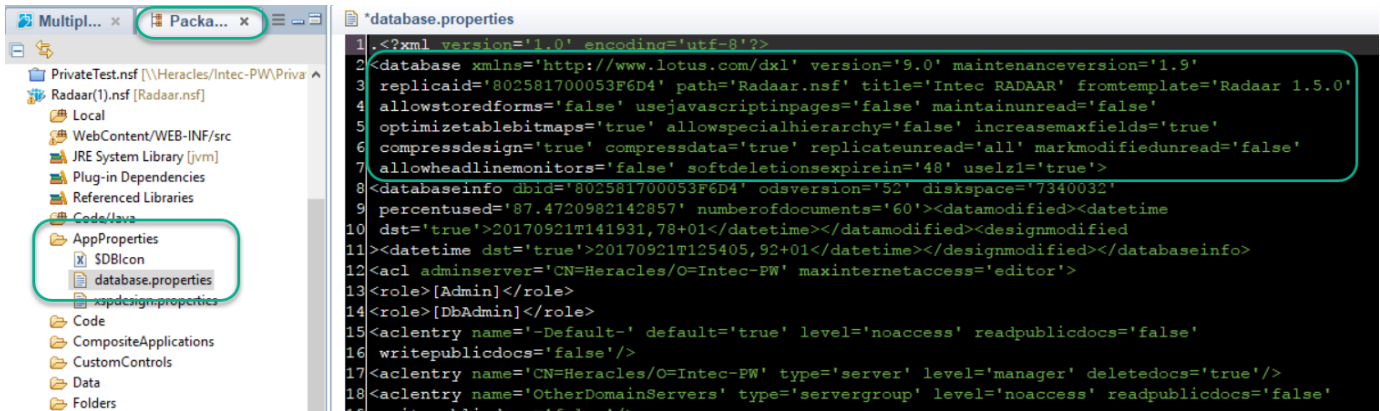 Multipl... × Packa... ×
PrivateTest.nsf [\\Heracles/Intec-PW\Priva
Radaar(1).nsf [Radaar.nsf]
Local
WebContent/WEB-INF/src
JRE System Library [jvm]
Plug-in Dependencies
Referenced Libraries
Code/Java
AppProperties
$DBIcon
database.properties
xspdesign.properties
Code
CompositeApplications
CustomControls
Data
Folders
*database.properties
1 .<?xml version='1.0' encoding='utf-8'?>
2 <database xmlns='http://www.lotus.com/dxl' version='9.0' maintenanceversion='1.9'
3 replicaid='802581700053F6D4' path='Radaar.nsf' title='Intec RADAAR' fromtemplate='Radaar 1.5.0'
4 allowstoredforms='false' usejavascriptinpages='false' maintainunread='false'
5 optimizetablebitmaps='true' allowspecialhierarchy='false' increasemaxfields='true'
6 compressdesign='true' compressdata='true' replicateunread='all' markmodifiedunread='false'
7 allowheadlinemonitors='false' softdeletionsexpirein='48' uselz1='true'>
8 <databaseinfo dbid='802581700053F6D4' odsversion='52' diskspace='7340032'
9 percentused='87.4720982142857' numberofdocuments='60'><datamodified><datetime
10 dst='true'>20170921T141931,78+01</datetime></datamodified><designmodified
11 ><datetime dst='true'>20170921T125405,92+01</datetime></designmodified></databaseinfo>
12 <acl adminserver='CN=Heracles/O=Intec-PW' maxinternetaccess='editor'>
13 <role>[Admin]</role>
14 <role>[DbAdmin]</role>
15 <aclentry name='-Default-' default='true' level='noaccess' readpublicdocs='false'
16 writepublicdocs='false'/>
17 <aclentry name='CN=Heracles/O=Intec-PW' type='server' level='manager' deletedocs='true'/>
18 <aclentry name='OtherDomainServers' type='servergroup' level='noaccess' readpublicdocs='false'